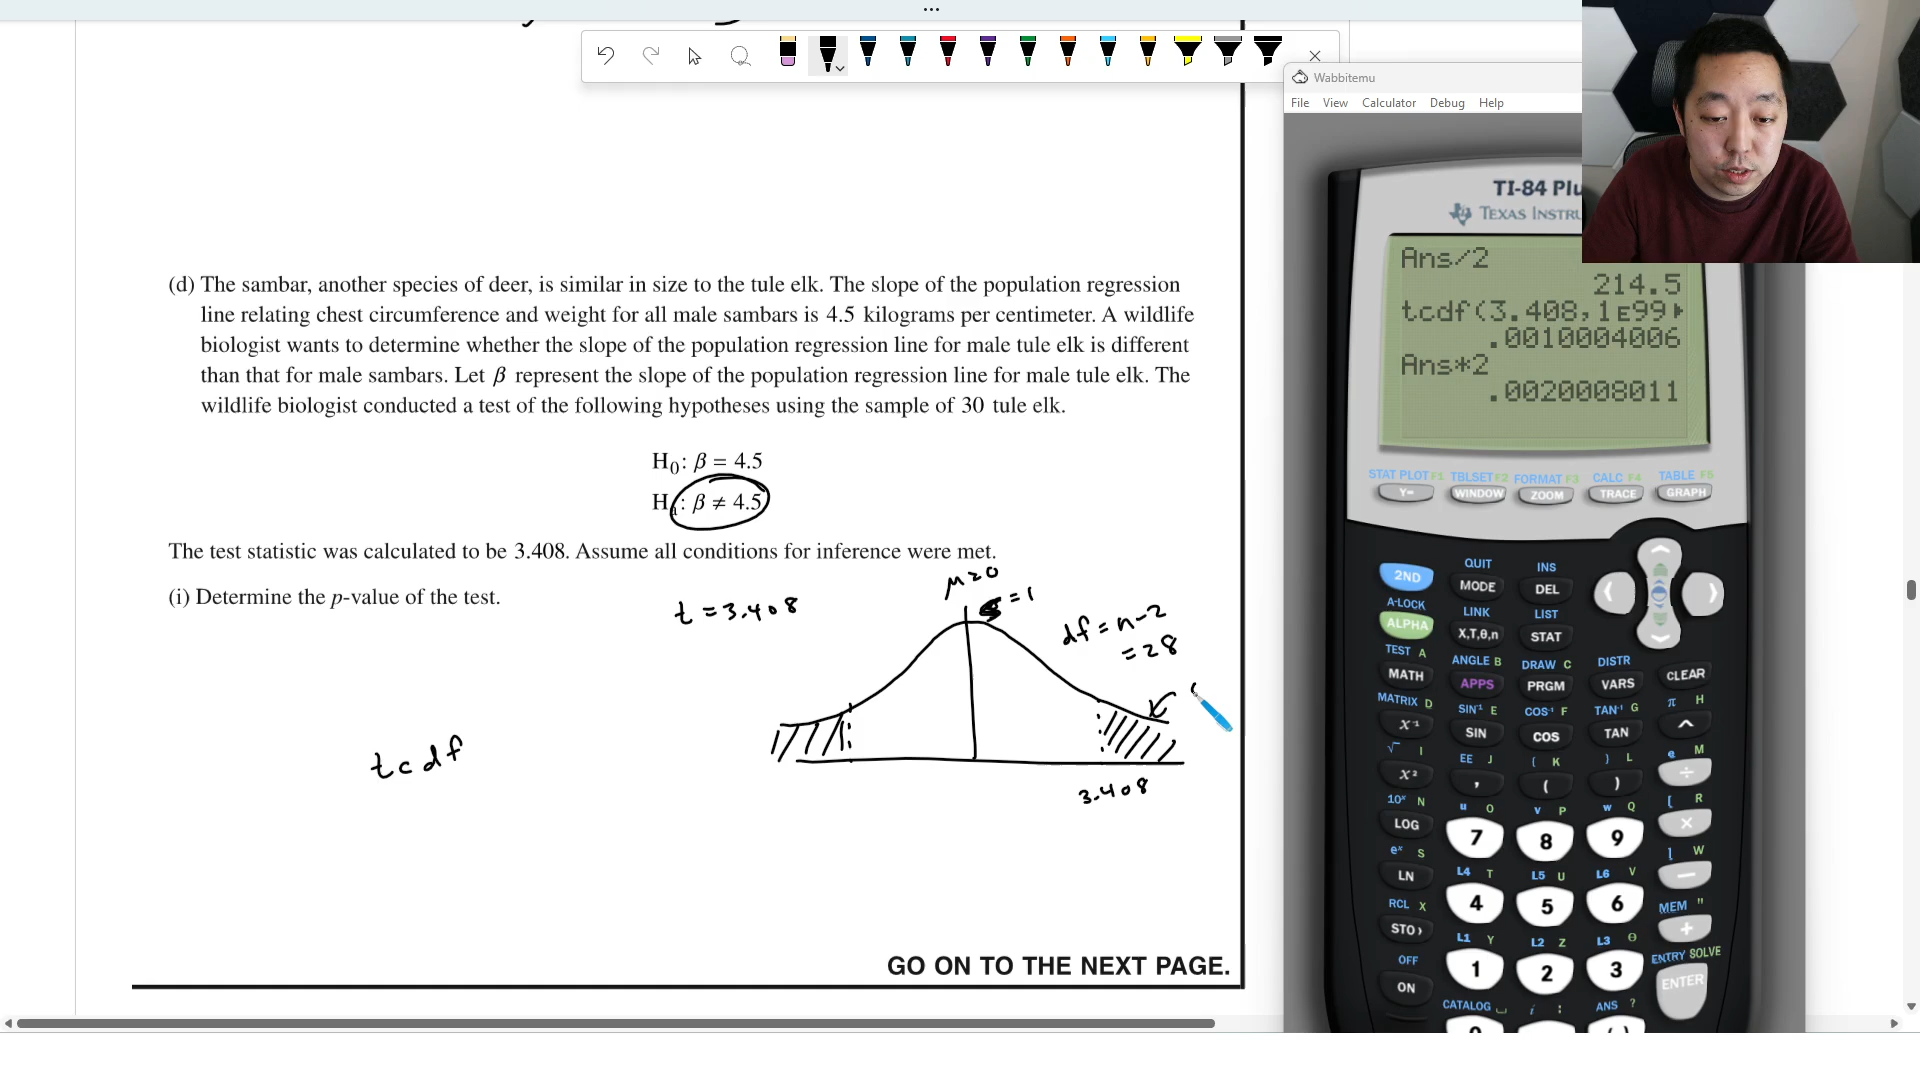 Wabbitemu
File View Calculator Debug Help
TI-84 Plu
TEXAS INSTRU
Ans/2
214.5
tcdf(3.408,1E99
.0010004006
Ans*2
.0020008011
(d) The sambar, another species of deer, is similar in size to the tule elk. The slope of the population regression
line relating chest circumference and weight for all male sambars is 4.5 kilograms per centimeter. A wildlife
biologist wants to determine whether the slope of the population regression line for male tule elk is different
than that for male sambars. Let β represent the slope of the population regression line for male tule elk. The
wildlife biologist conducted a test of the following hypotheses using the sample of 30 tule elk.
H0: β = 4.5
Ha: β ≠ 4.5
The test statistic was calculated to be 3.408. Assume all conditions for inference were met.
(i) Determine the p-value of the test.
t = 3.408
μ = 0
= 1
df = n-2
= 28
tcdf
3.408
GO ON TO THE NEXT PAGE.
STAT PLOT F1 TBLSET F2 FORMAT F3 CALC F4 TABLE F5
Y= WINDOW ZOOM TRACE GRAPH
QUIT INS
2ND MODE DEL
A-LOCK LINK LIST
ALPHA X,T,θ,n STAT
TEST A ANGLE B DRAW C DISTR
MATH APPS PRGM VARS CLEAR
MATRIX D SIN⁻¹ E COS⁻¹ F TAN⁻¹ G π H
X⁻¹ SIN COS TAN ^
√ I EE J { K } L e M
X² , ( ) ÷
10ˣ N u O v P w Q [ R
LOG 7 8 9 ×
eˣ S L4 T L5 U L6 V ] W
LN 4 5 6 −
RCL X L1 Y L2 Z L3 θ MEM "
STO› 1 2 3 +
OFF ENTRY SOLVE
ON ENTER
CATALOG i : ANS ?